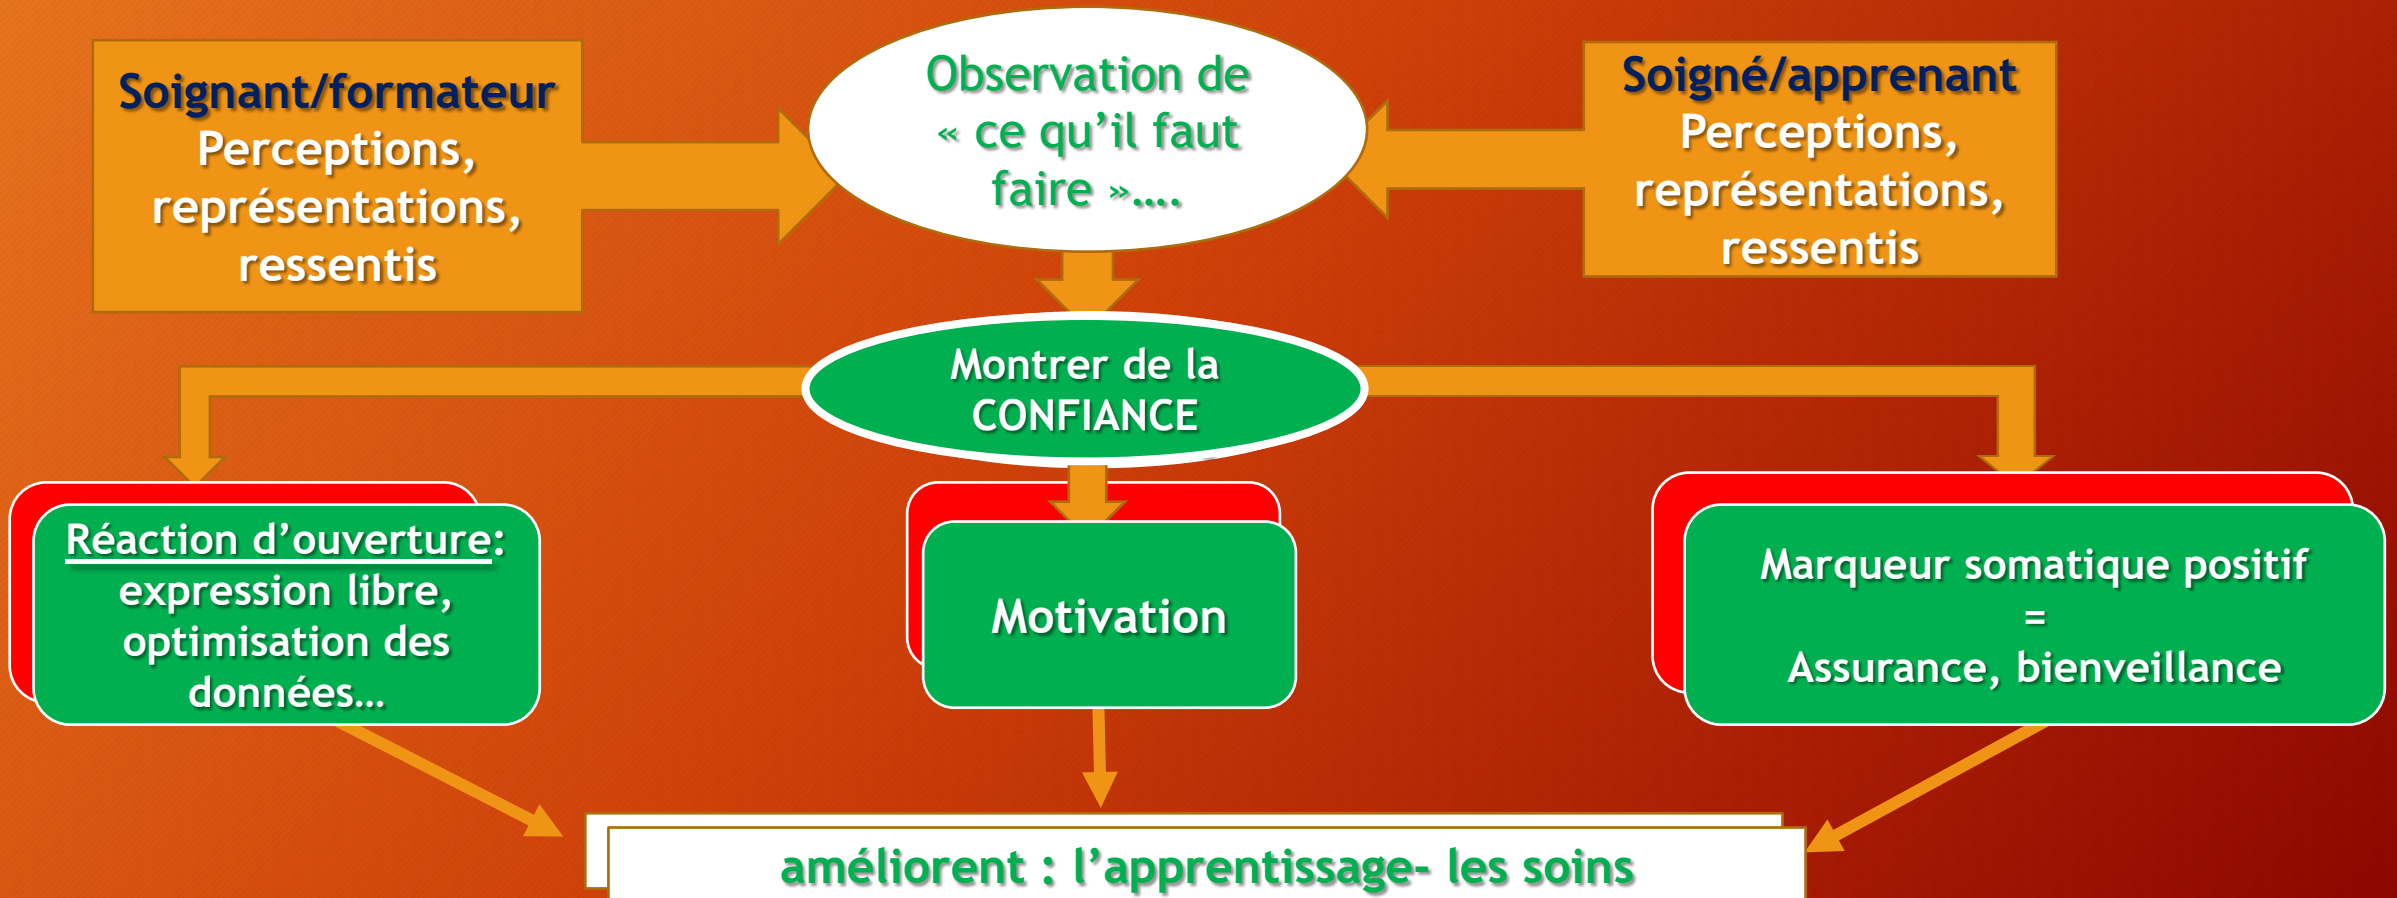 Soignant/formateur
Perceptions,
représentations,
ressentis
Observation de
« ce qu’il faut
faire »….
Soigné/apprenant
Perceptions,
représentations,
ressentis
Montrer de la
CONFIANCE
Réaction d’ouverture:
expression libre,
optimisation des
données…
Motivation
Marqueur somatique positif
=
Assurance, bienveillance
améliorent : l’apprentissage- les soins